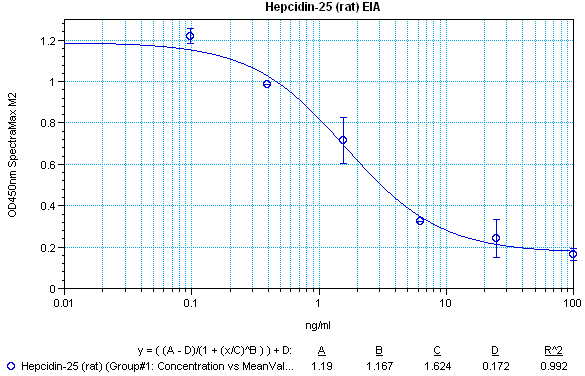 Hepcidin-25 (rat) EIA
1.2
1
0.8
0.6
0.4
0.2
0
OD450nm SpectraMax M2
0.01 0.1 1 10 100
ng/ml
y = ( (A - D)/(1 + (x/C)^B ) ) + D: A B C D R^2
Hepcidin-25 (rat) (Group#1: Concentration vs MeanVal... 1.19 1.167 1.624 0.172 0.992